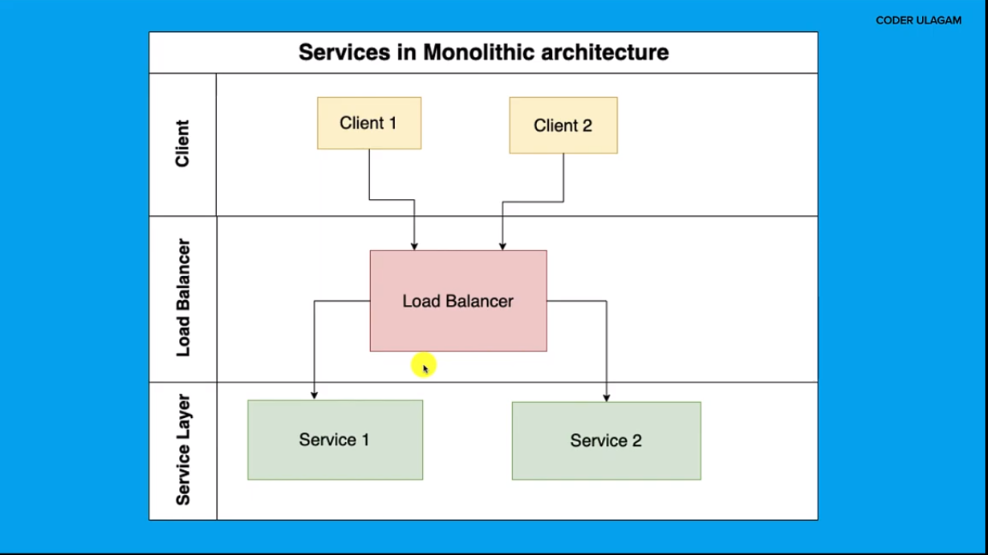 CODER ULAGAM
Services in Monolithic architecture
Client
Client 1
Client 2
Load Balancer
Load Balancer
Service Layer
Service 1
Service 2